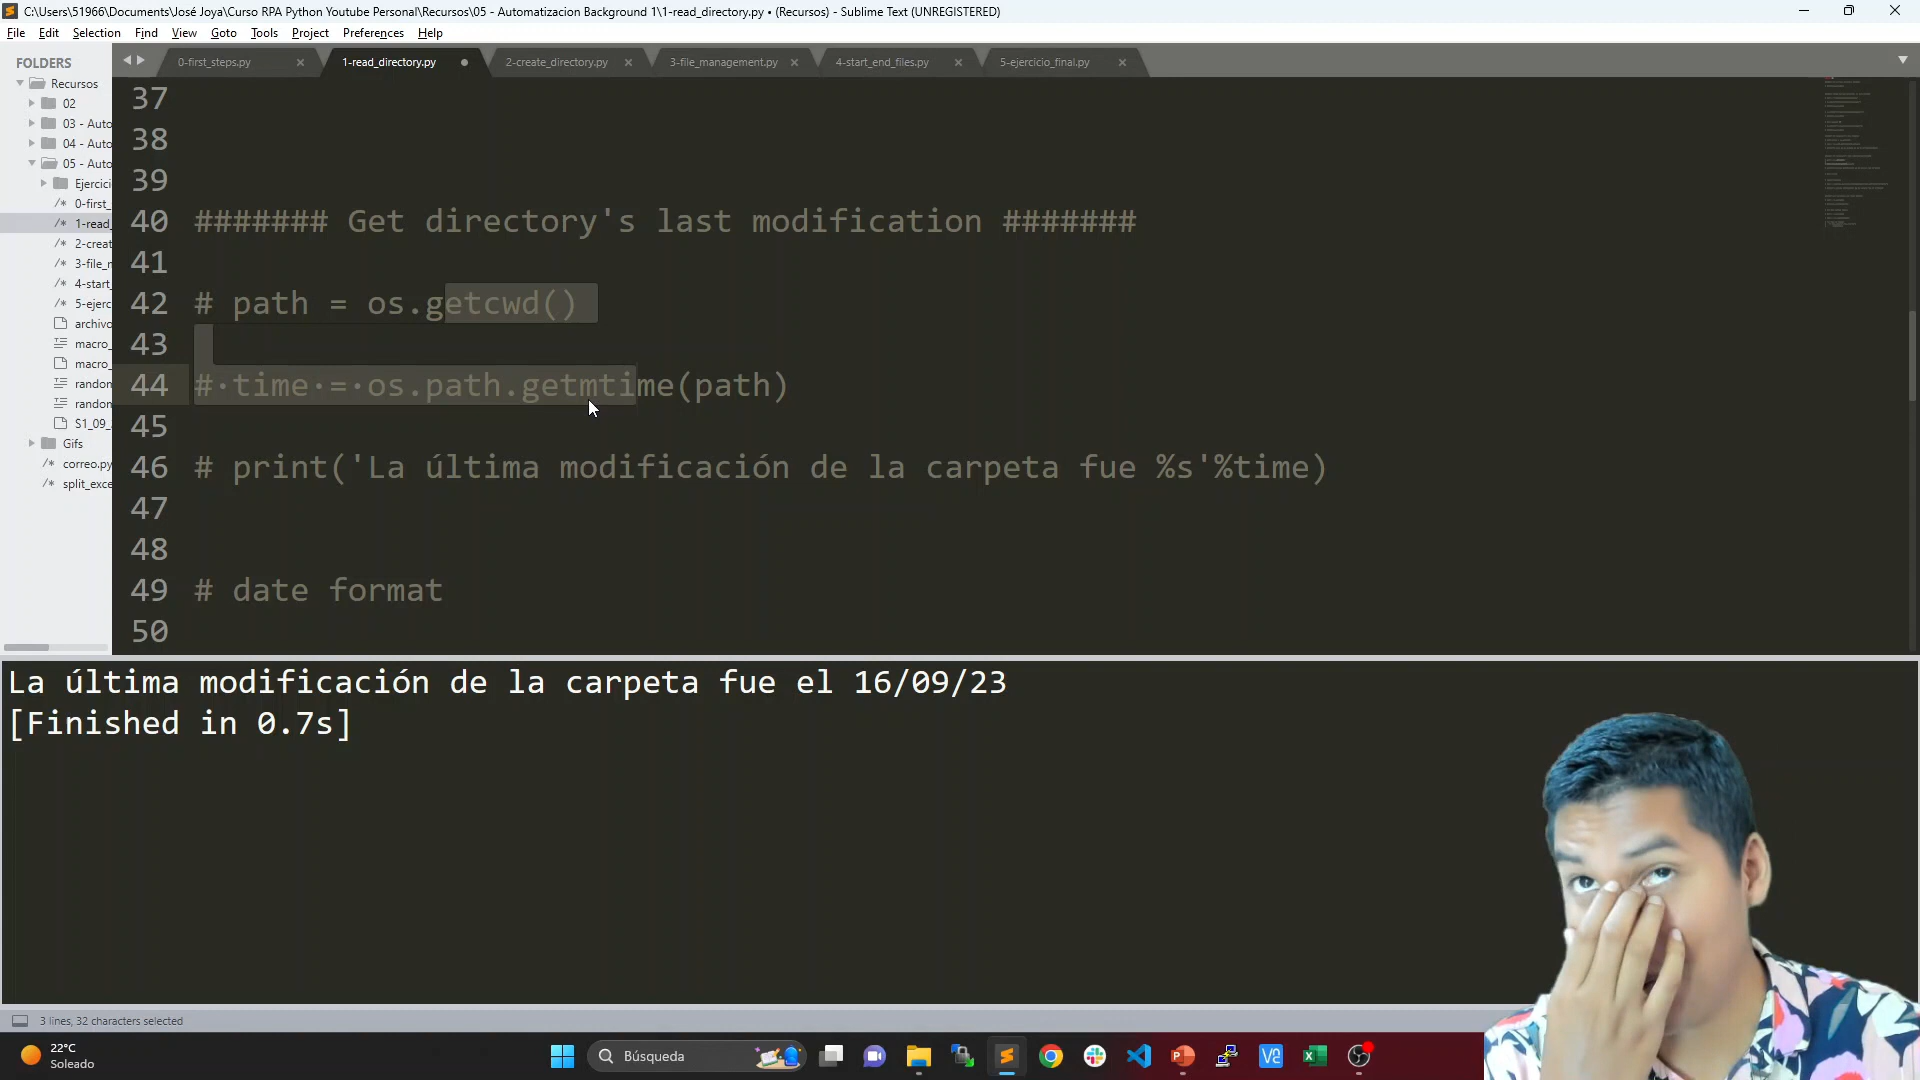 C:\Users\51966\Documents\José Joya\Curso RPA Python Youtube Personal\Recursos\05 - Automatizacion Background 1\1-read_directory.py • (Recursos) - Sublime Text (UNREGISTERED)
File Edit Selection Find View Goto Tools Project Preferences Help
FOLDERS
Recursos
02
03 - Auto
04 - Auto
05 - Auto
Ejercici
0-first_
1-read_
2-creat
3-file_r
4-start_
5-ejerc
archivo
macro_
macro_
random
random
S1_09_
Gifs
correo.py
split_exce
0-first_steps.py
1-read_directory.py
2-create_directory.py
3-file_management.py
4-start_end_files.py
5-ejercicio_final.py
37
38
39
40 ####### Get directory's last modification #######
41
42 # path = os.getcwd()
43
44 # time = os.path.getmtime(path)
45
46 # print('La última modificación de la carpeta fue %s'%time)
47
48
49 # date format
50
La última modificación de la carpeta fue el 16/09/23
[Finished in 0.7s]
3 lines, 32 characters selected
22°C
Soleado
Búsqueda